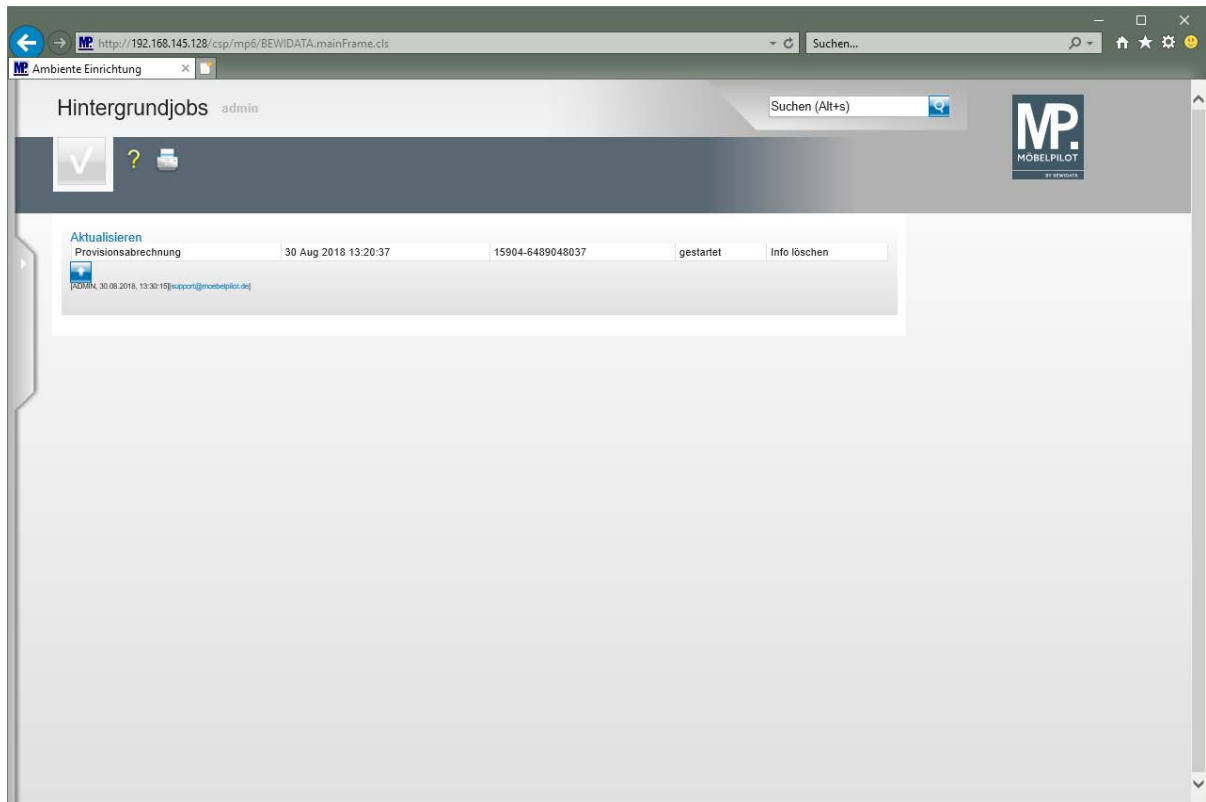 http://192.168.145.128/csp/mp6/BEWIDATA.mainFrame.cls
Suchen...
MP. Ambiente Einrichtung
Hintergrundjobs admin
Suchen (Alt+s)
MP.
MÖBELPILOT
BY BEWIDATA
?
Aktualisieren
Provisionsabrechnung 30 Aug 2018 13:20:37 15904-6489048037 gestartet Info löschen
[ADMIN, 30.08.2018, 13:30:15][support@moebelpilot.de]